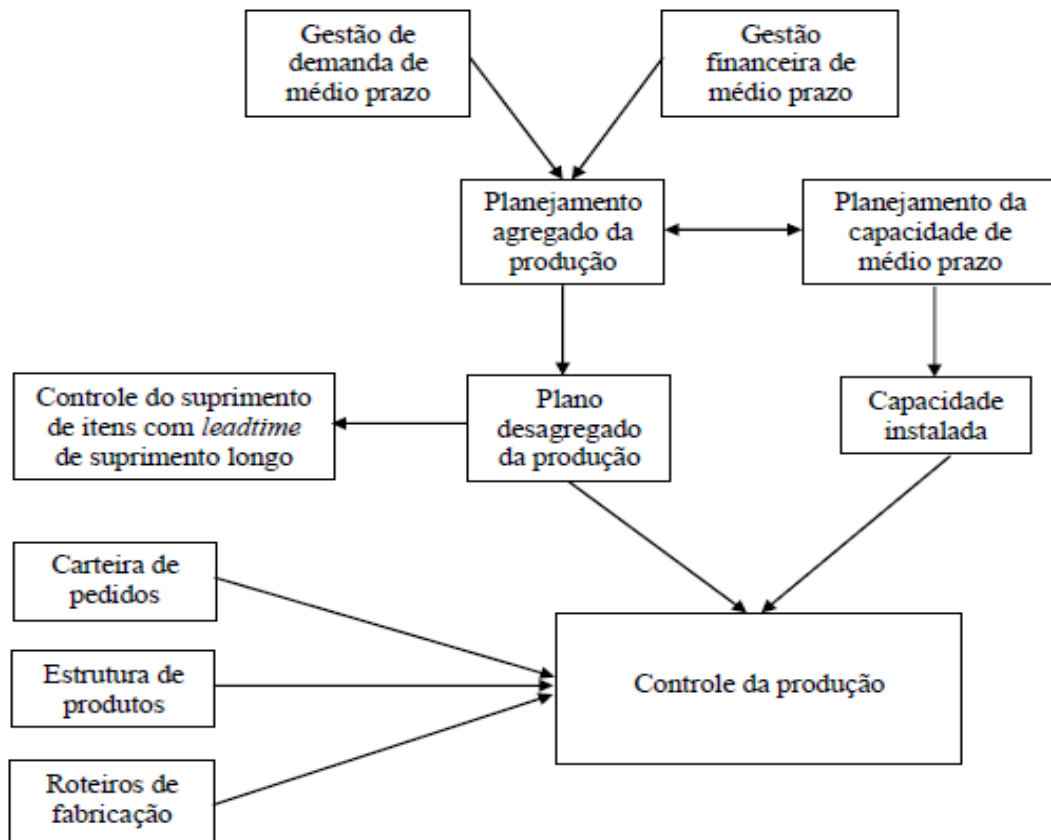 Gestão de
demanda de
médio prazo
Gestão
financeira de
médio prazo
Planejamento
agregado da
produção
Planejamento da
capacidade de
médio prazo
Controle do suprimento
de itens com leadtime
de suprimento longo
Plano
desagregado
da produção
Capacidade
instalada
Carteira de
pedidos
Estrutura de
produtos
Controle da produção
Roteiros de
fabricação